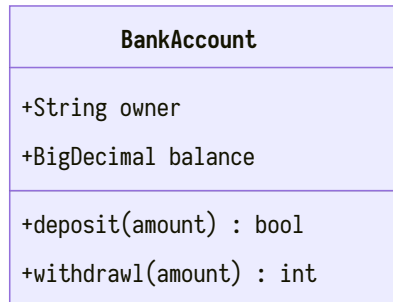 BankAccount
+String owner
+BigDecimal balance
+deposit(amount) : bool
+withdrawl(amount) : int